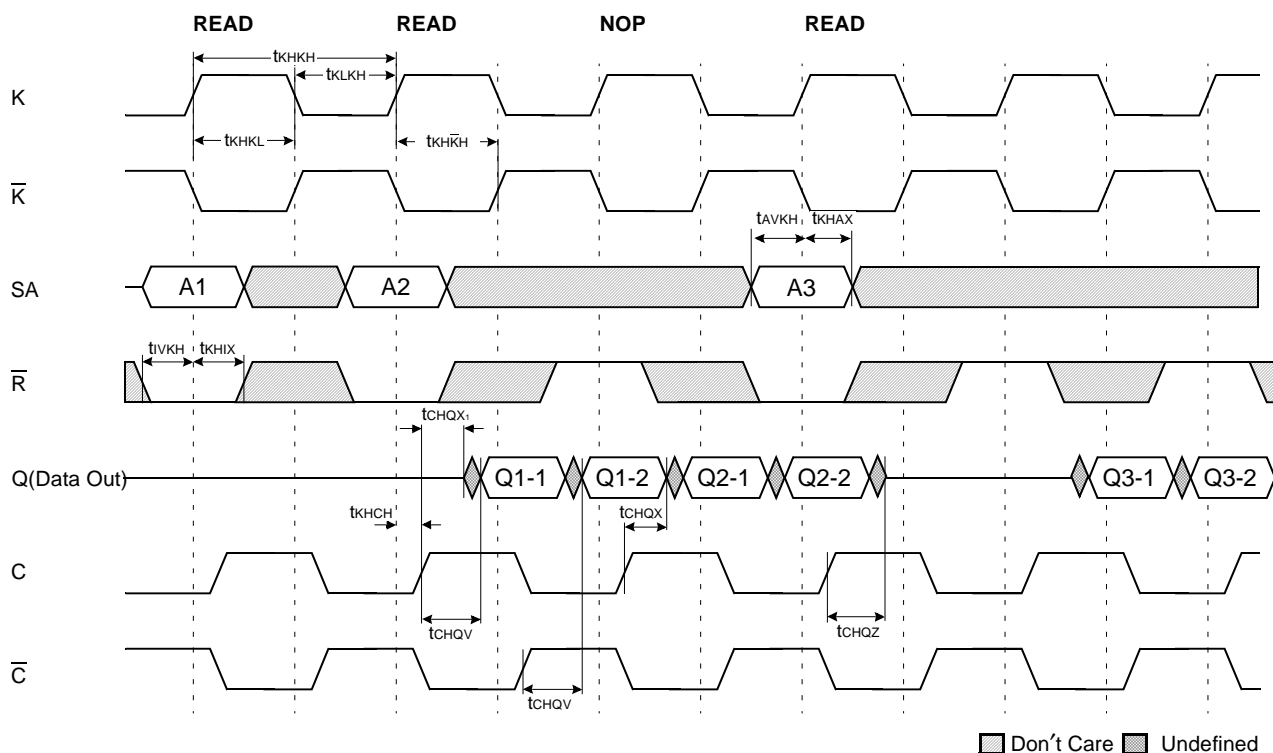 READ READ NOP READ
tKHKH
tKLKH
K
tKHKL tKHK̅H
K̅
tAVKH tKHAX
SA A1 A2 A3
tIVKH tKHIX
R̅
tCHQX1
Q(Data Out) Q1-1 Q1-2 Q2-1 Q2-2 Q3-1 Q3-2
tKHCH tCHQX
C
tCHQV tCHQZ
C̅
tCHQV
Don′t Care Undefined